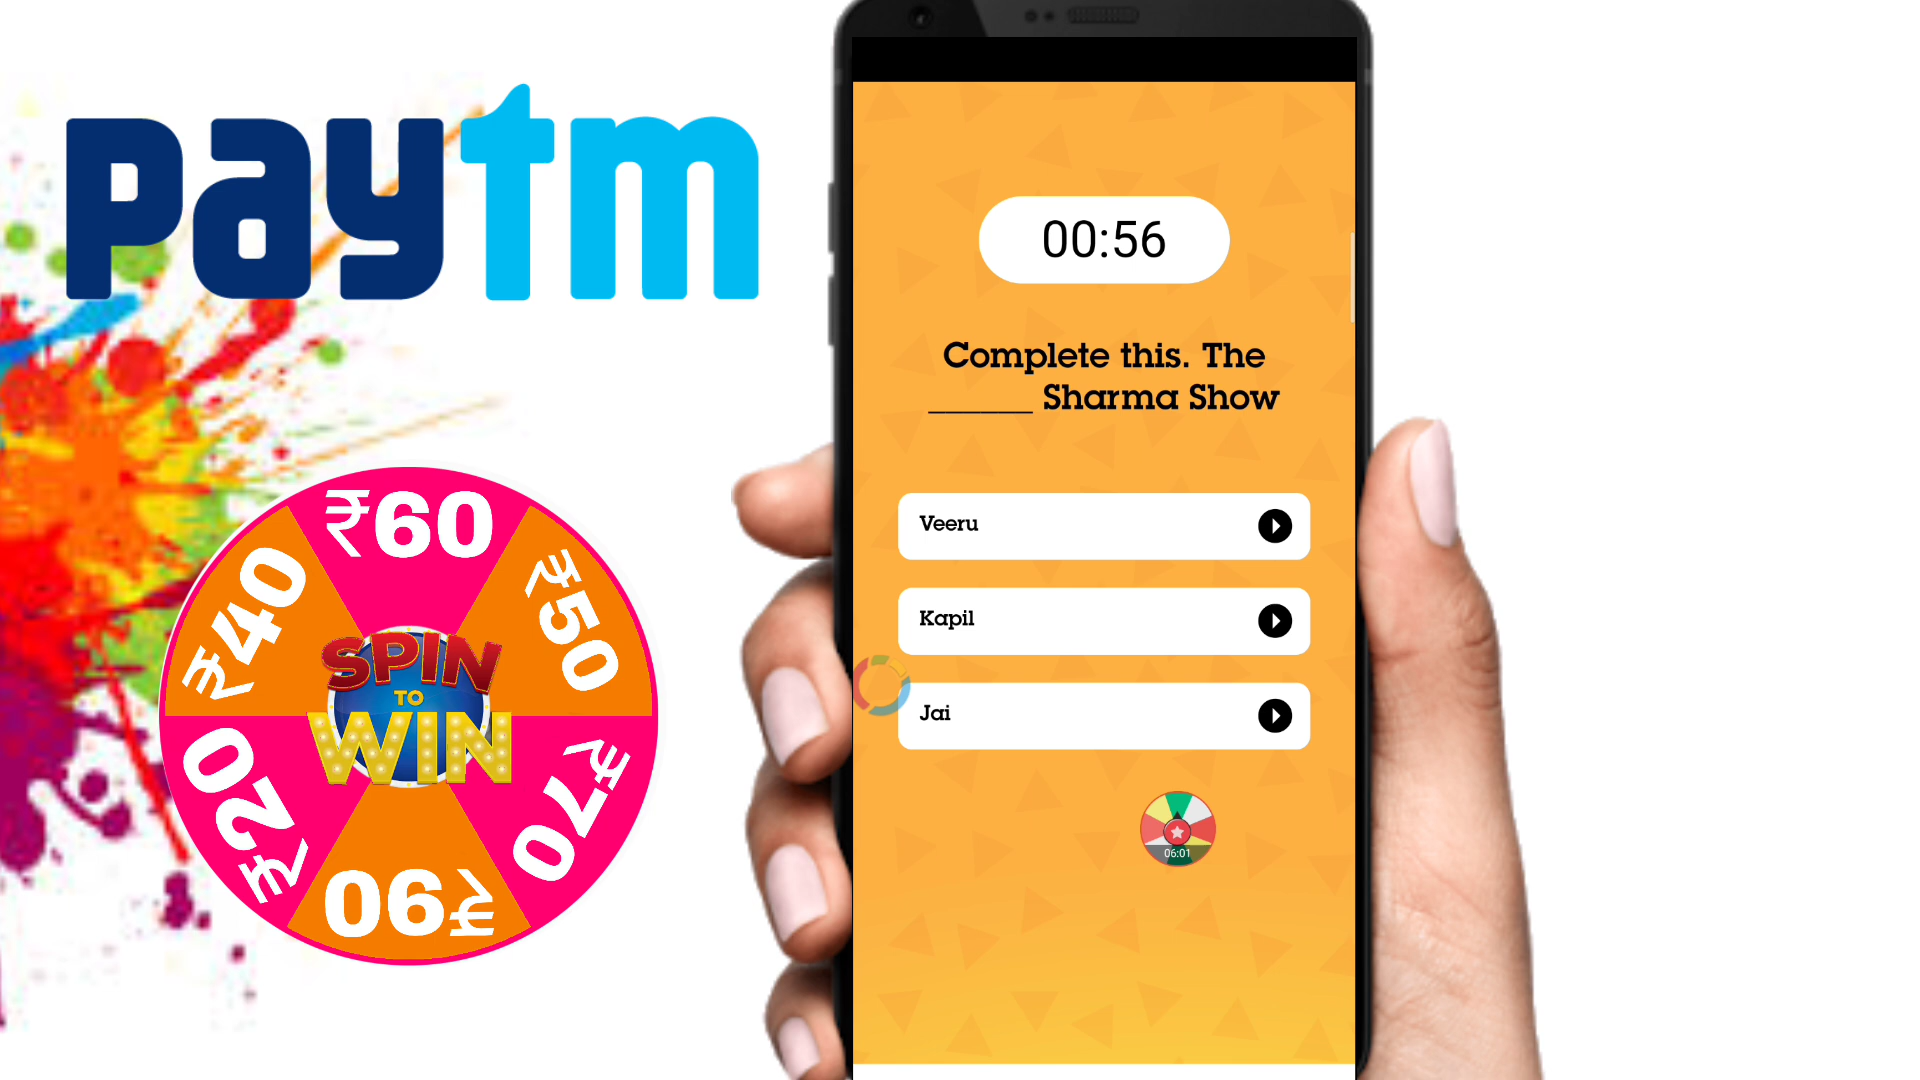 paytm
₹60
₹50
₹40
SPIN
TO
WIN
₹20
₹70
₹90
00:56
Complete this. The
______ Sharma Show
Veeru
Kapil
Jai
06:01